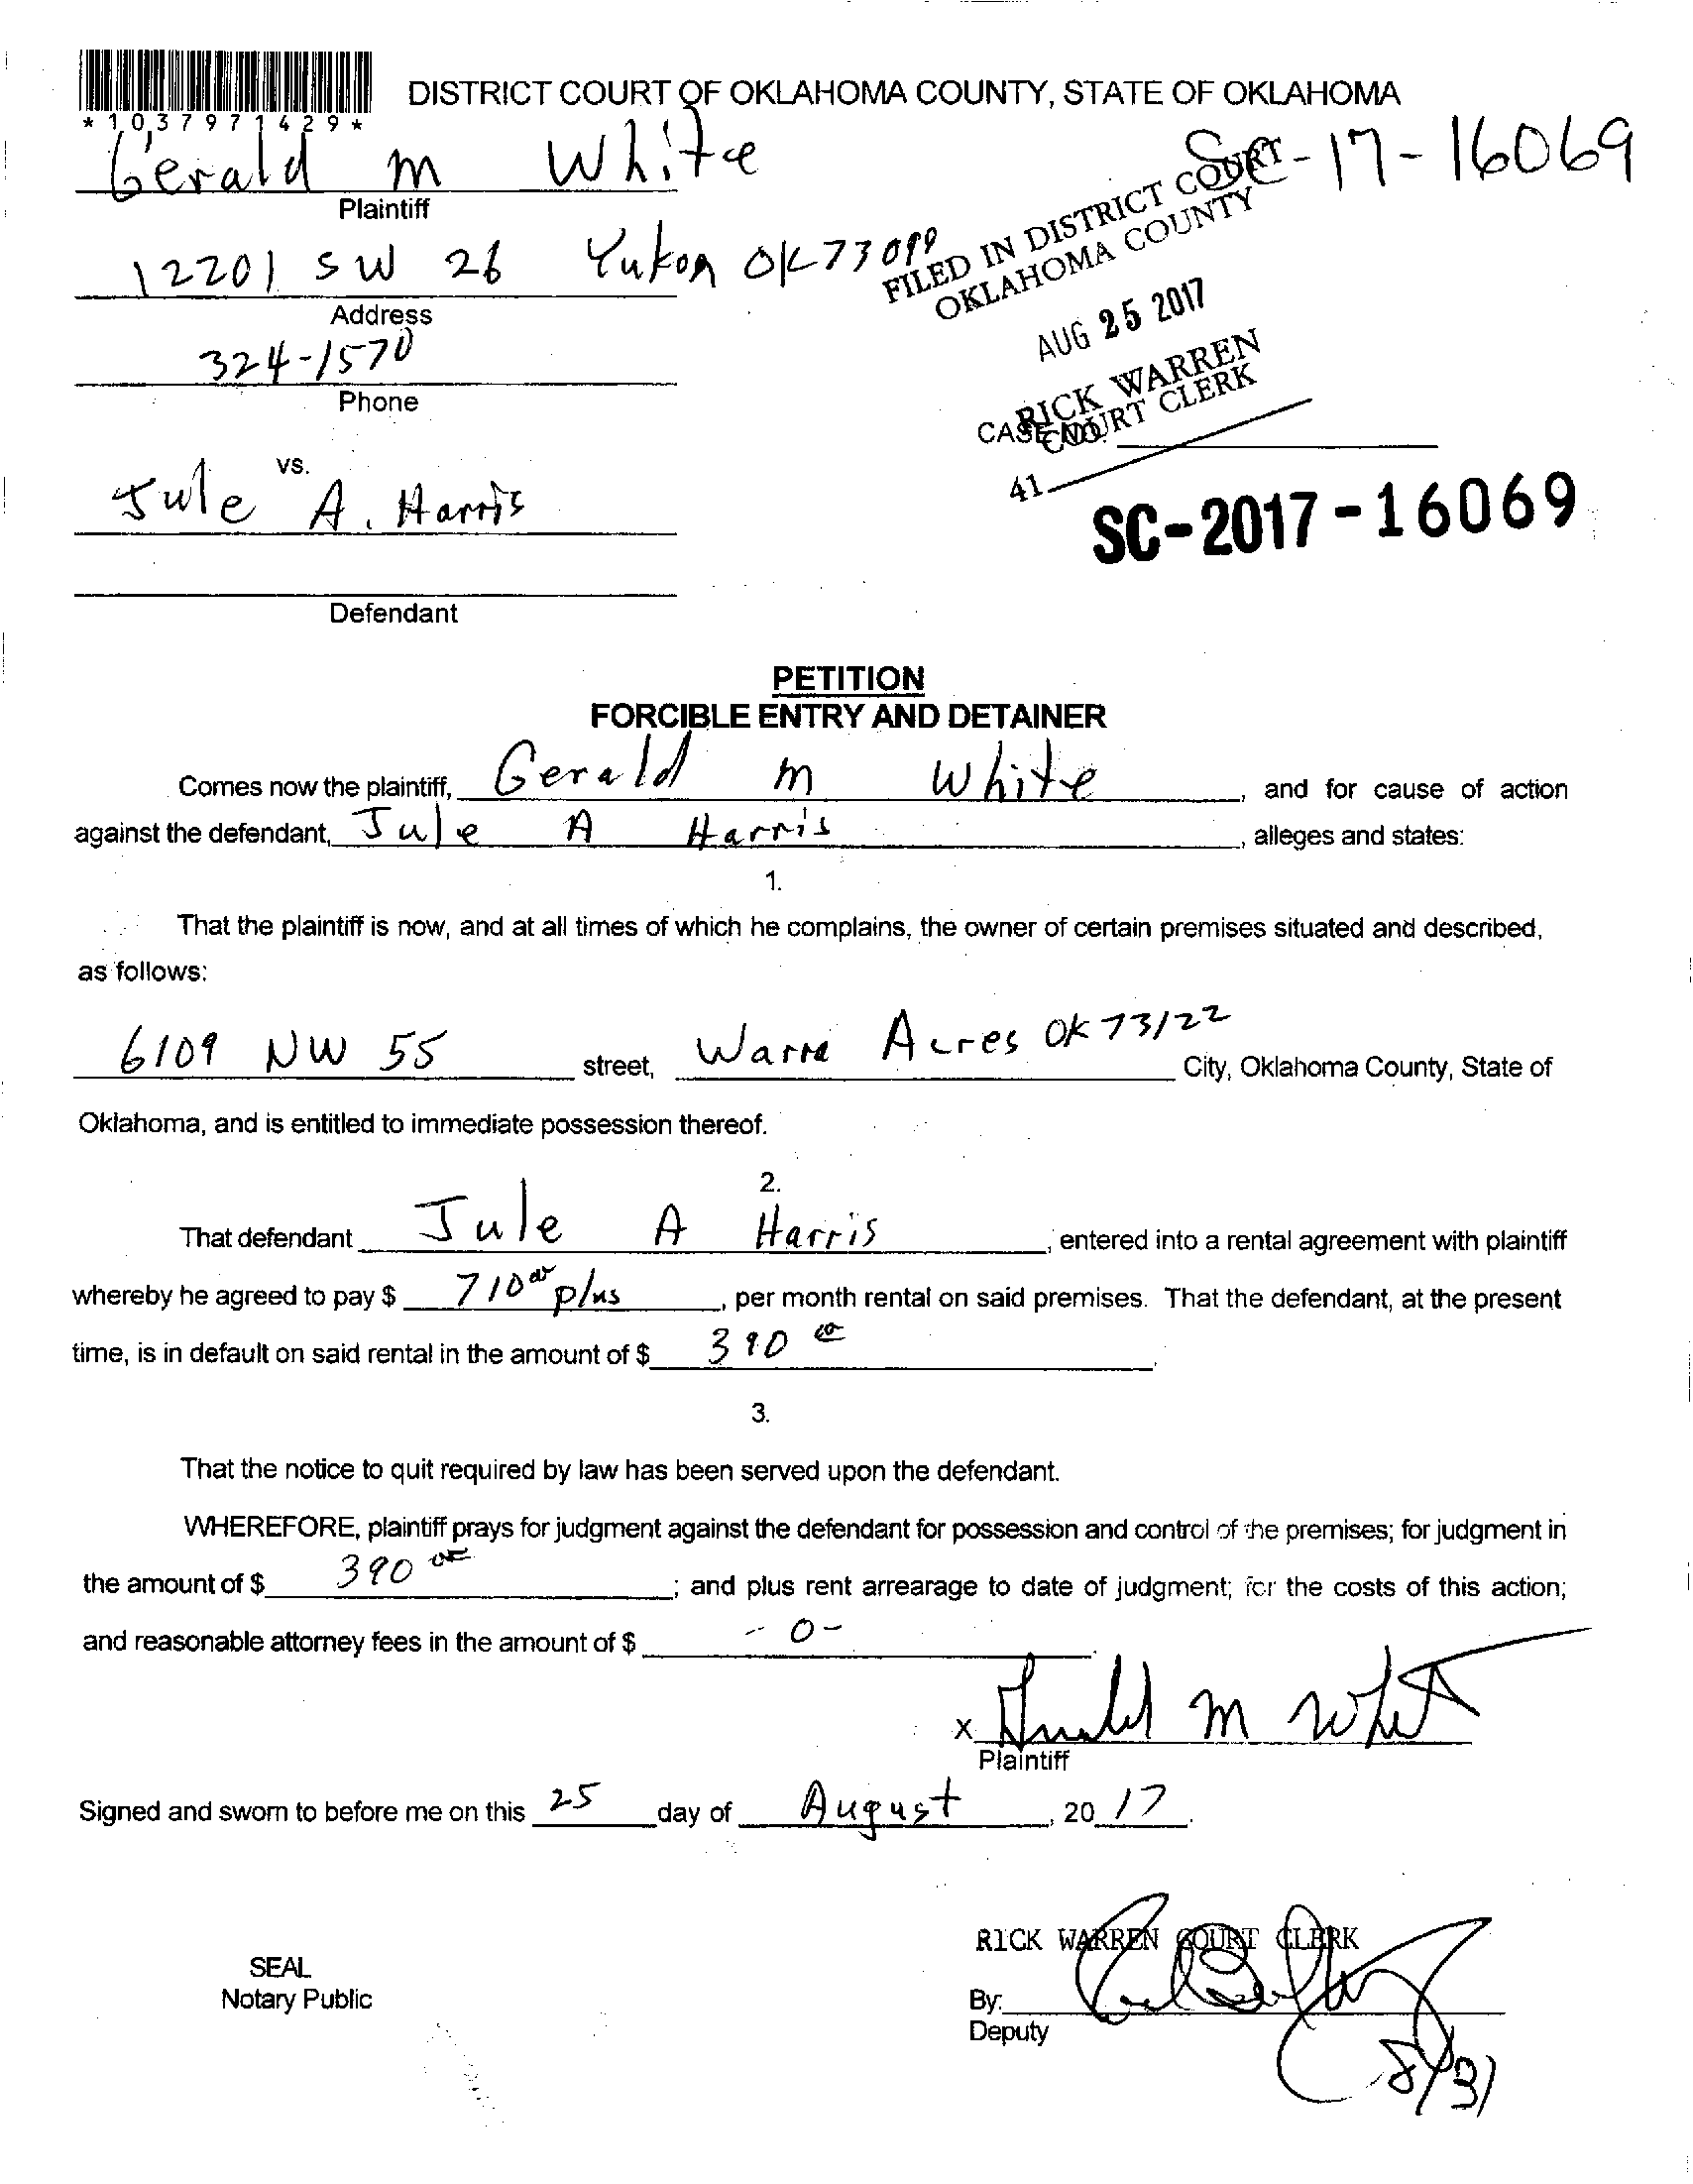 DISTRICT COURT OF OKLAHOMA COUNTY, STATE OF OKLAHOMA
* 1 0 3 7 9 7 1 4 2 9 *
Gerald m White
SC-17-16069
Plaintiff
FILED IN DISTRICT COURT
OKLAHOMA COUNTY
12201 SW 26 Yukon OK 73099
Address
AUG 25 2017
324-1570
Phone
RICK WARREN
COURT CLERK
CASE NO.
41
vs.
Jule A. Harris
SC-2017-16069
Defendant
PETITION
FORCIBLE ENTRY AND DETAINER
Comes now the plaintiff, Gerald m White, and for cause of action
against the defendant, Jule A Harris, alleges and states:
1.
That the plaintiff is now, and at all times of which he complains, the owner of certain premises situated and described,
as follows:
6109 NW 55 street, Warra Acres OK 73122 City, Oklahoma County, State of
Oklahoma, and is entitled to immediate possession thereof.
2.
That defendant Jule A Harris, entered into a rental agreement with plaintiff
whereby he agreed to pay $ 710 00 plus, per month rental on said premises. That the defendant, at the present
time, is in default on said rental in the amount of $ 390 00.
3.
That the notice to quit required by law has been served upon the defendant.
WHEREFORE, plaintiff prays for judgment against the defendant for possession and control of the premises; for judgment in
the amount of $ 390 00; and plus rent arrearage to date of judgment; for the costs of this action;
and reasonable attorney fees in the amount of $ -0-.
x Gerald m White
Plaintiff
Signed and sworn to before me on this 25 day of August, 20 17.
RICK WARREN COURT CLERK
SEAL
Notary Public
By:
Deputy
8/31